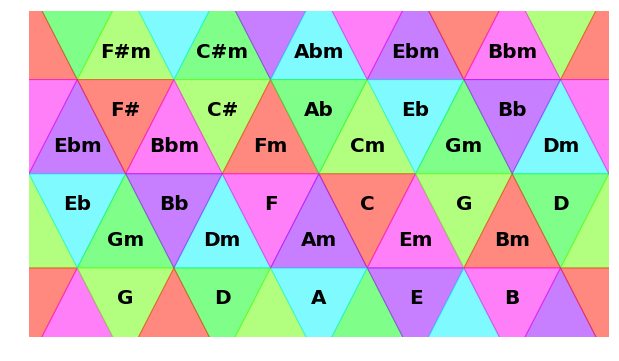 F#m C#m Abm Ebm Bbm
F# C# Ab Eb Bb
Ebm Bbm Fm Cm Gm Dm
Eb Bb F C G D
Gm Dm Am Em Bm
G D A E B